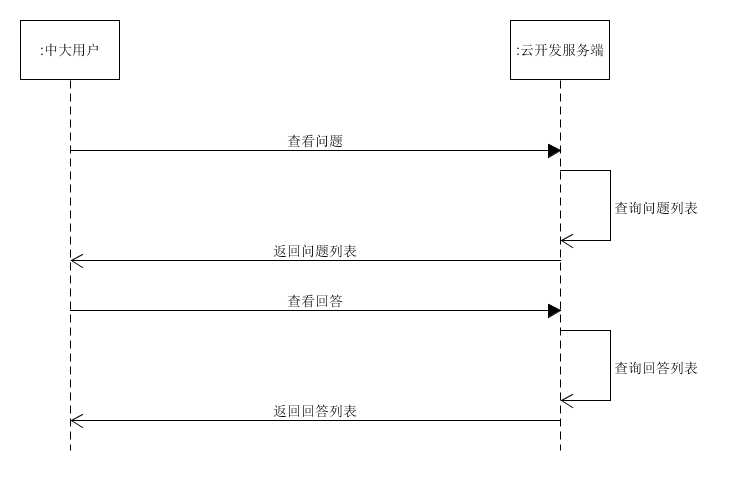 :中大用户
:云开发服务端
查看问题
查询问题列表
返回问题列表
查看回答
查询回答列表
返回回答列表